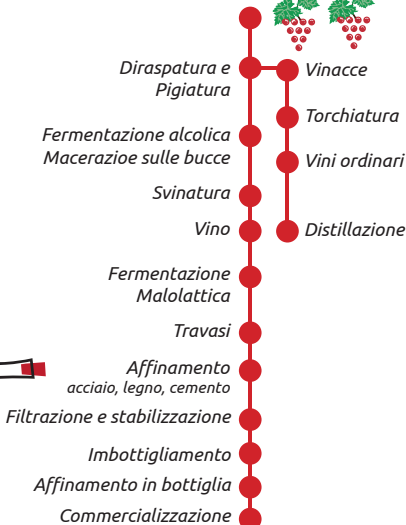 Diraspatura e
Pigiatura
Vinacce
Torchiatura
Fermentazione alcolica
Macerazioe sulle bucce
Vini ordinari
Svinatura
Vino
Distillazione
Fermentazione
Malolattica
Travasi
Affinamento
acciaio, legno, cemento
Filtrazione e stabilizzazione
Imbottigliamento
Affinamento in bottiglia
Commercializzazione